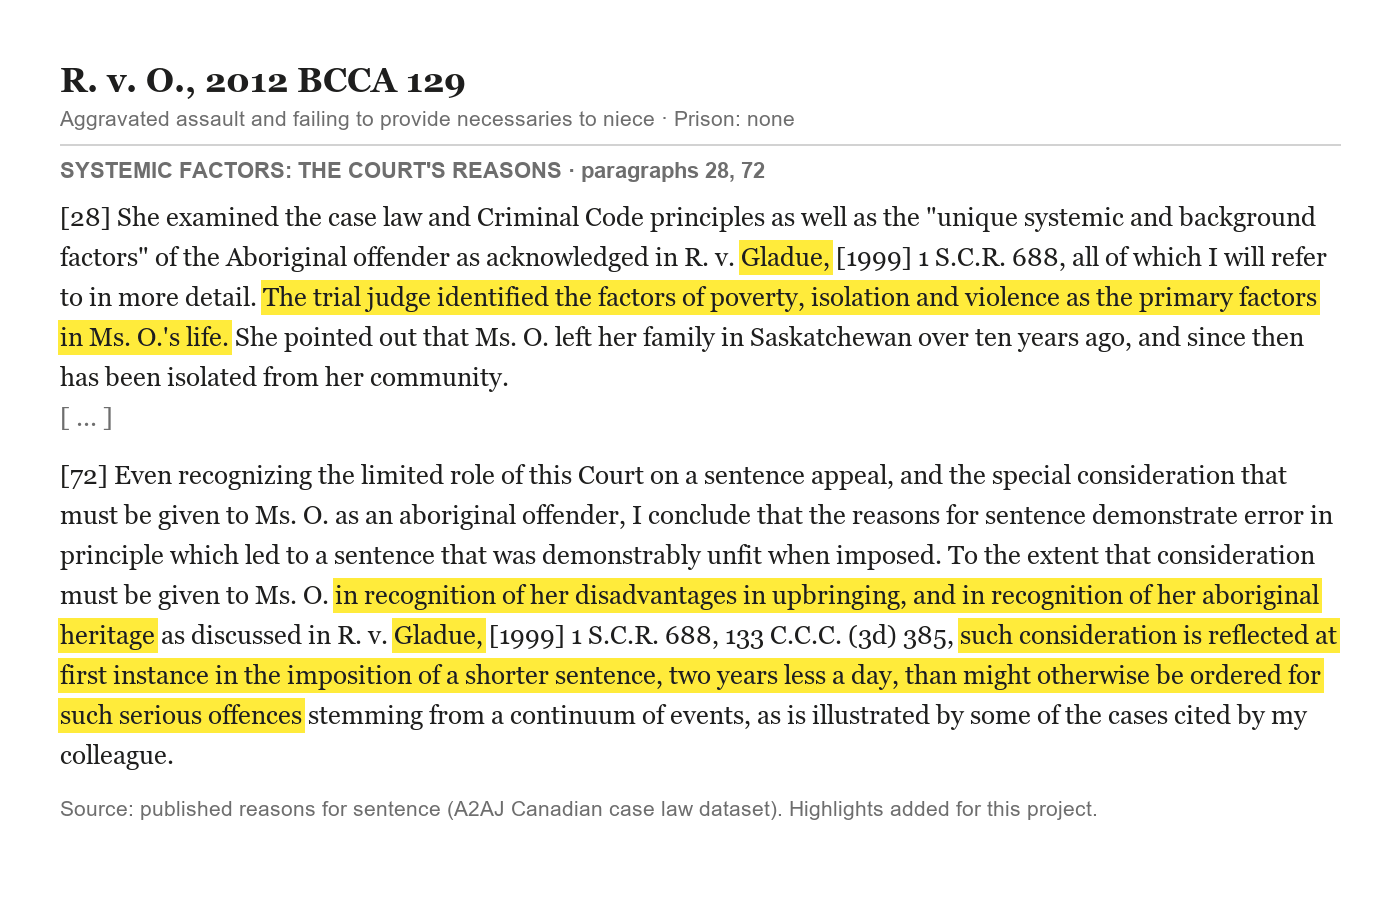 R. v. O., 2012 BCCA 129
Aggravated assault and failing to provide necessaries to niece · Prison: none
SYSTEMIC FACTORS: THE COURT'S REASONS · paragraphs 28, 72
[28] She examined the case law and Criminal Code principles as well as the "unique systemic and background
factors" of the Aboriginal offender as acknowledged in R. v. Gladue, [1999] 1 S.C.R. 688, all of which I will refer
to in more detail. The trial judge identified the factors of poverty, isolation and violence as the primary factors
in Ms. O.'s life. She pointed out that Ms. O. left her family in Saskatchewan over ten years ago, and since then
has been isolated from her community.
[ ... ]
[72] Even recognizing the limited role of this Court on a sentence appeal, and the special consideration that
must be given to Ms. O. as an aboriginal offender, I conclude that the reasons for sentence demonstrate error in
principle which led to a sentence that was demonstrably unfit when imposed. To the extent that consideration
must be given to Ms. O. in recognition of her disadvantages in upbringing, and in recognition of her aboriginal
heritage as discussed in R. v. Gladue, [1999] 1 S.C.R. 688, 133 C.C.C. (3d) 385, such consideration is reflected at
first instance in the imposition of a shorter sentence, two years less a day, than might otherwise be ordered for
such serious offences stemming from a continuum of events, as is illustrated by some of the cases cited by my
colleague.
Source: published reasons for sentence (A2AJ Canadian case law dataset). Highlights added for this project.